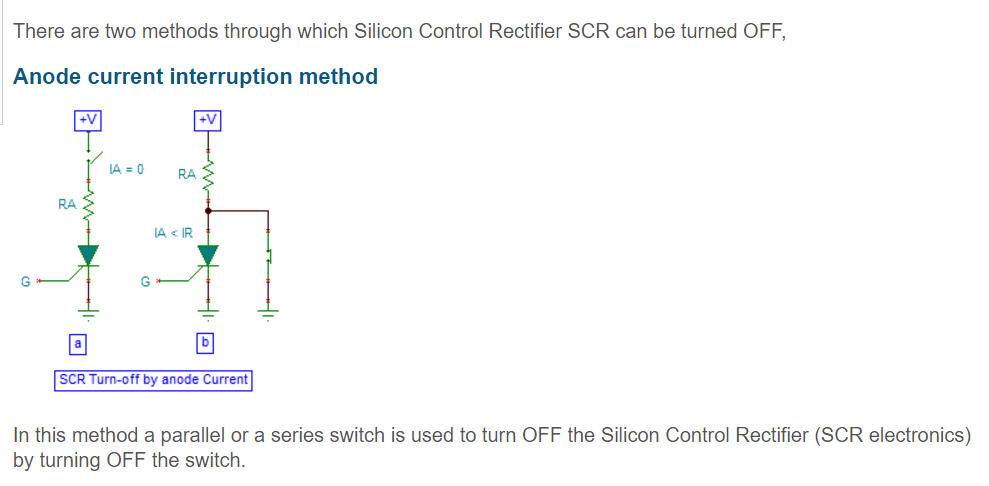 There are two methods through which Silicon Control Rectifier SCR can be turned OFF,
Anode current interruption method
+V +V
IA = 0 RA
RA
IA < IR
G G
a b
SCR Turn-off by anode Current
In this method a parallel or a series switch is used to turn OFF the Silicon Control Rectifier (SCR electronics)
by turning OFF the switch.